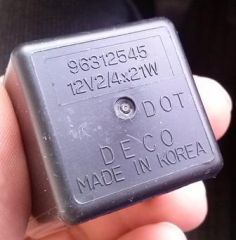 96312545
12V2/4x21W
DOT
DECO
MADE IN KOREA